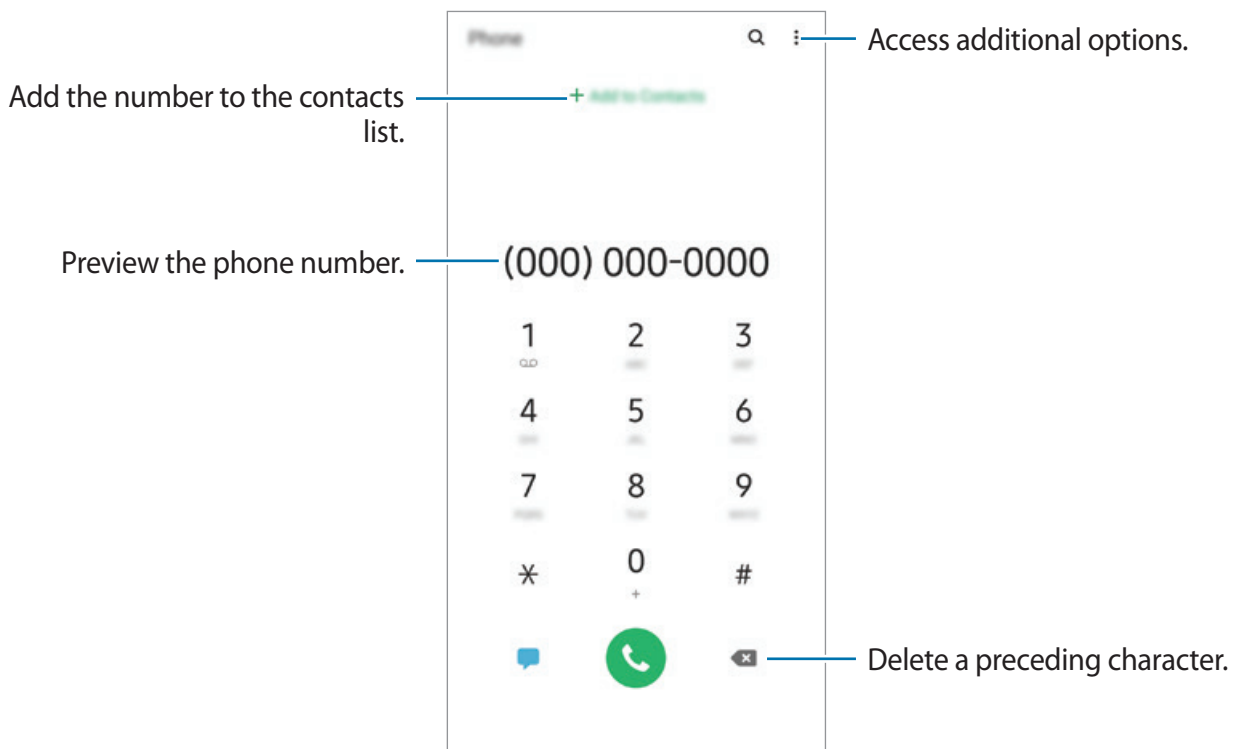 Phone
Access additional options.
+ Add to Contacts
Add the number to the contacts
list.
Preview the phone number.
(000) 000-0000
1 2 3
4 5 6
7 8 9
* 0 #
+
Delete a preceding character.